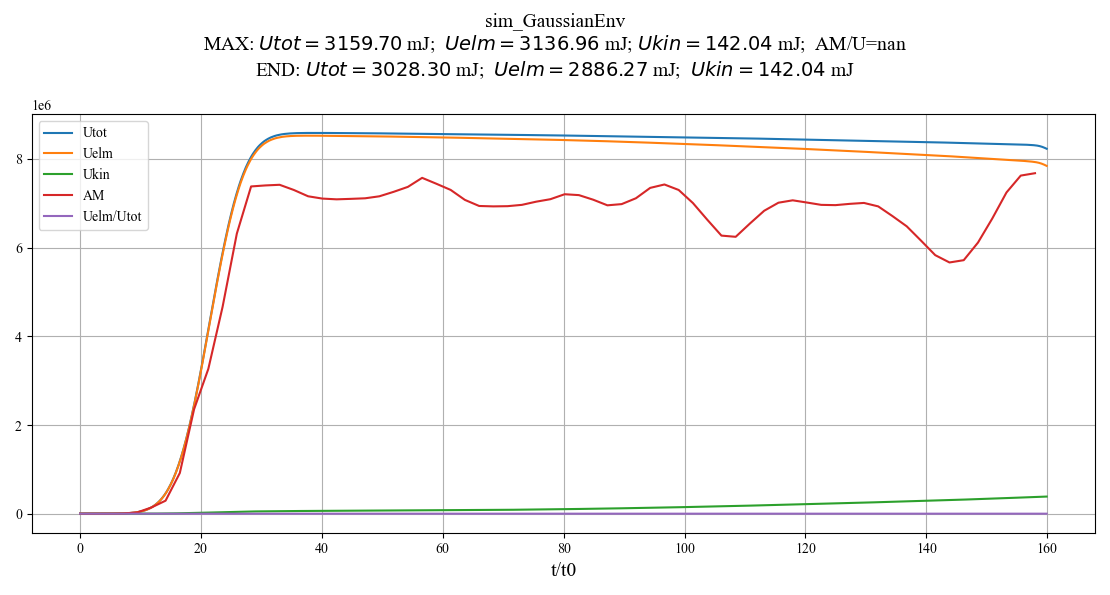 sim_GaussianEnv
MAX: Utot = 3159.70 mJ; Uelm = 3136.96 mJ; Ukin = 142.04 mJ; AM/U=nan
END: Utot = 3028.30 mJ; Uelm = 2886.27 mJ; Ukin = 142.04 mJ
1e6
Utot
Uelm
Ukin
AM
Uelm/Utot
8
6
4
2
0
0 20 40 60 80 100 120 140 160
t/t0